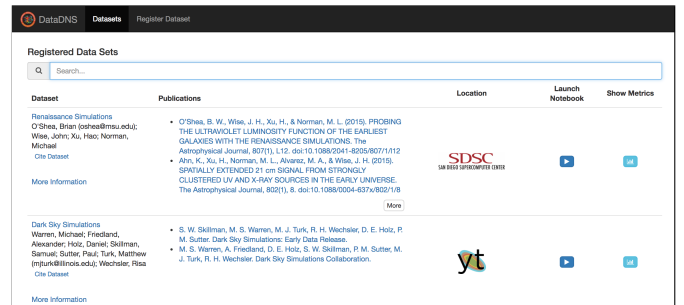 DataDNS Datasets Register Dataset
Registered Data Sets
Search...
Dataset Publications Location Launch Notebook Show Metrics
Renaissance Simulations
O'Shea, Brian (oshea@msu.edu);
Wise, John; Xu, Hao; Norman,
Michael
Cite Dataset
More Information
O'Shea, B. W., Wise, J. H., Xu, H., & Norman, M. L. (2015). PROBING
THE ULTRAVIOLET LUMINOSITY FUNCTION OF THE EARLIEST
GALAXIES WITH THE RENAISSANCE SIMULATIONS. The
Astrophysical Journal, 807(1), L12. doi:10.1088/2041-8205/807/1/l12
Ahn, K., Xu, H., Norman, M. L., Alvarez, M. A., & Wise, J. H. (2015).
SPATIALLY EXTENDED 21 cm SIGNAL FROM STRONGLY
CLUSTERED UV AND X-RAY SOURCES IN THE EARLY UNIVERSE.
The Astrophysical Journal, 802(1), 8. doi:10.1088/0004-637x/802/1/8
More
SDSC
SAN DIEGO SUPERCOMPUTER CENTER
Dark Sky Simulations
Warren, Michael; Friedland,
Alexander; Holz, Daniel; Skillman,
Samuel; Sutter, Paul; Turk, Matthew
(mjturk@illinois.edu); Wechsler, Risa
Cite Dataset
More Information
S. W. Skillman, M. S. Warren, M. J. Turk, R. H. Wechsler, D. E. Holz, P.
M. Sutter. Dark Sky Simulations: Early Data Release.
M. S. Warren, A. Friedland, D. E. Holz, S. W. Skillman, P. M. Sutter, M.
J. Turk, R. H. Wechsler. Dark Sky Simulations Collaboration.
yt